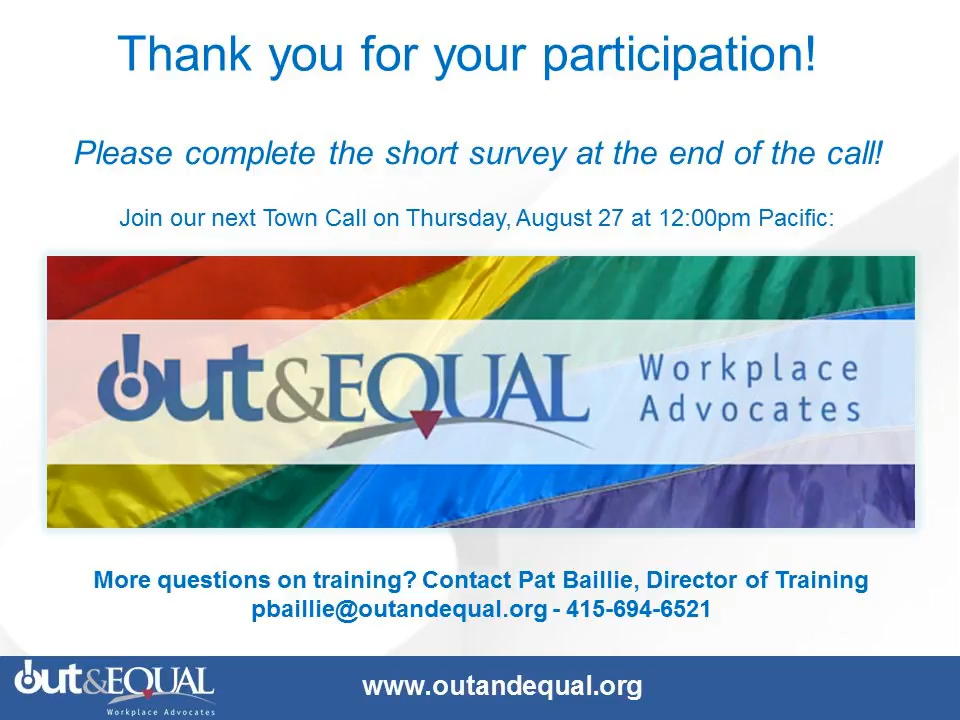 Thank you for your participation!
Please complete the short survey at the end of the call!
Join our next Town Call on Thursday, August 27 at 12:00pm Pacific:
out&EQUAL Workplace
Advocates
More questions on training? Contact Pat Baillie, Director of Training
pbaillie@outandequal.org - 415-694-6521
out&EQUAL
Workplace Advocates
www.outandequal.org